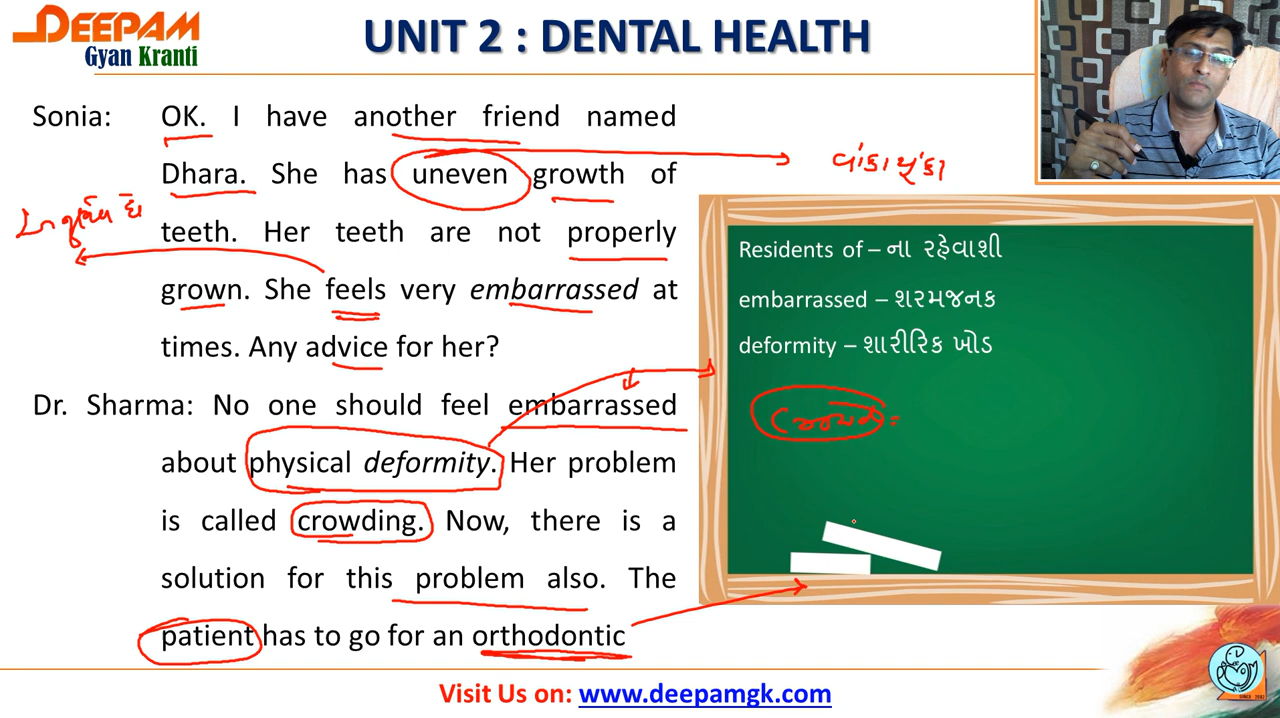 DEEPAM
Gyan Kranti
UNIT 2 : DENTAL HEALTH
Sonia: OK. I have another friend named
Dhara. She has uneven growth of
teeth. Her teeth are not properly
grown. She feels very embarrassed at
times. Any advice for her?
Dr. Sharma: No one should feel embarrassed
about physical deformity. Her problem
is called crowding. Now, there is a
solution for this problem also. The
patient has to go for an orthodontic
વાંકાચૂંકા
Residents of – ના રહેવાશી
embarrassed – શરમજનક
deformity – શારીરિક ખોડ
Visit Us on: www.deepamgk.com